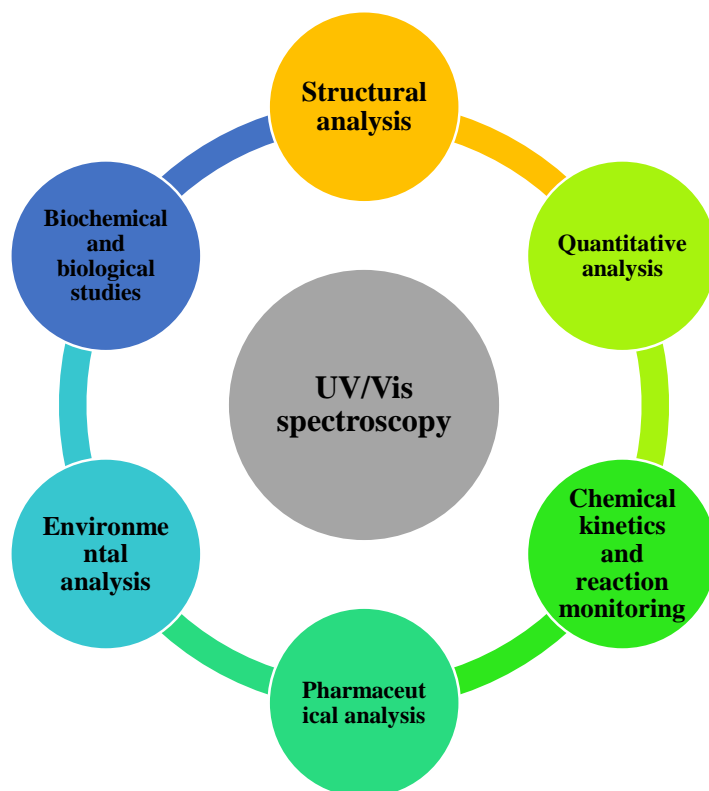 Structural
analysis
Quantitative
analysis
Chemical
kinetics
and
reaction
monitoring
Pharmaceut
ical analysis
Environme
ntal
analysis
Biochemical
and
biological
studies
UV/Vis
spectroscopy